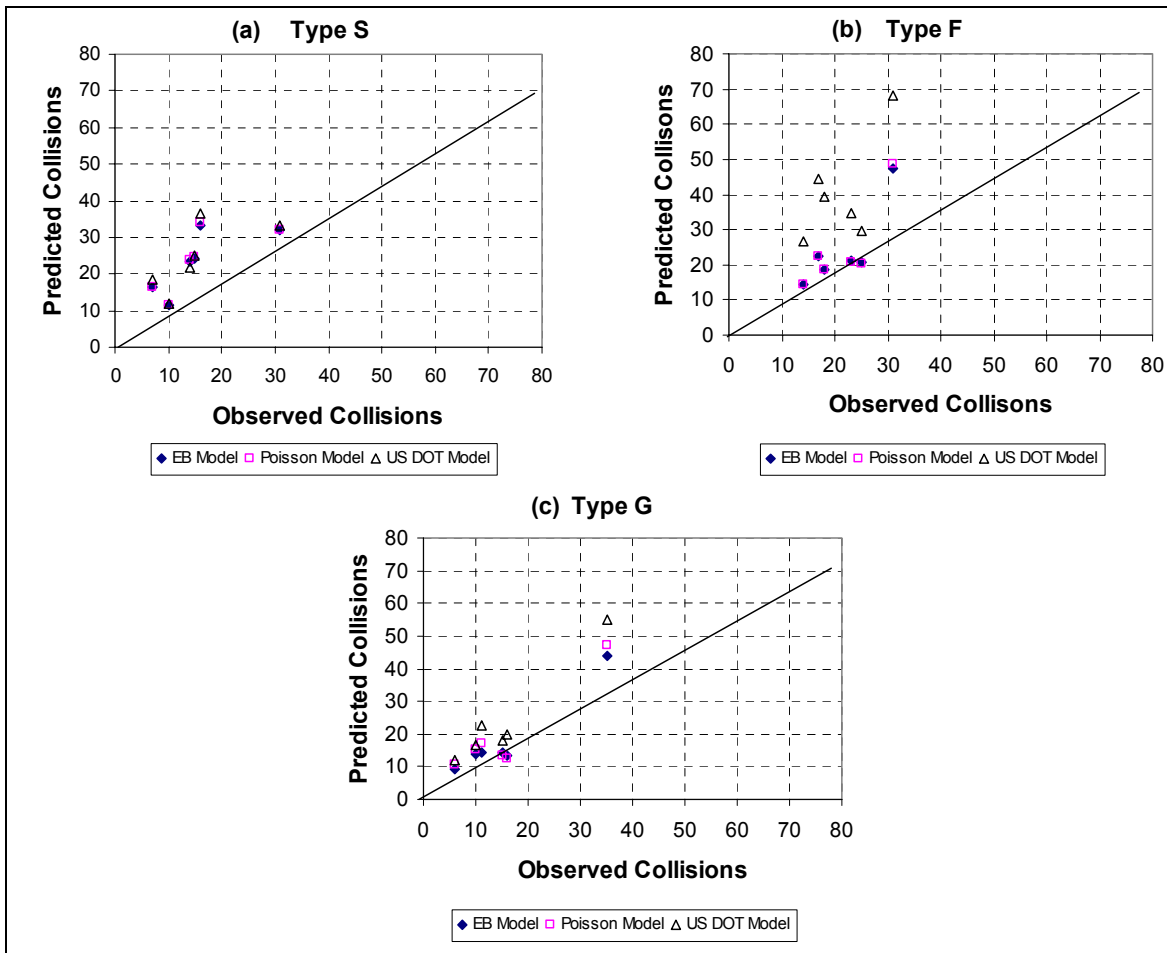 (a) Type S
80
70
60
50
40
30
20
10
0
Predicted Collisions
0 10 20 30 40 50 60 70 80
Observed Collisions
EB Model Poisson Model US DOT Model
(b) Type F
80
70
60
50
40
30
20
10
0
Predicted Collisons
0 10 20 30 40 50 60 70 80
Observed Collisons
EB Model Poisson Model US DOT Model
(c) Type G
80
70
60
50
40
30
20
10
0
Predicted Collisions
0 10 20 30 40 50 60 70 80
Observed Collisions
EB Model Poisson Model US DOT Model